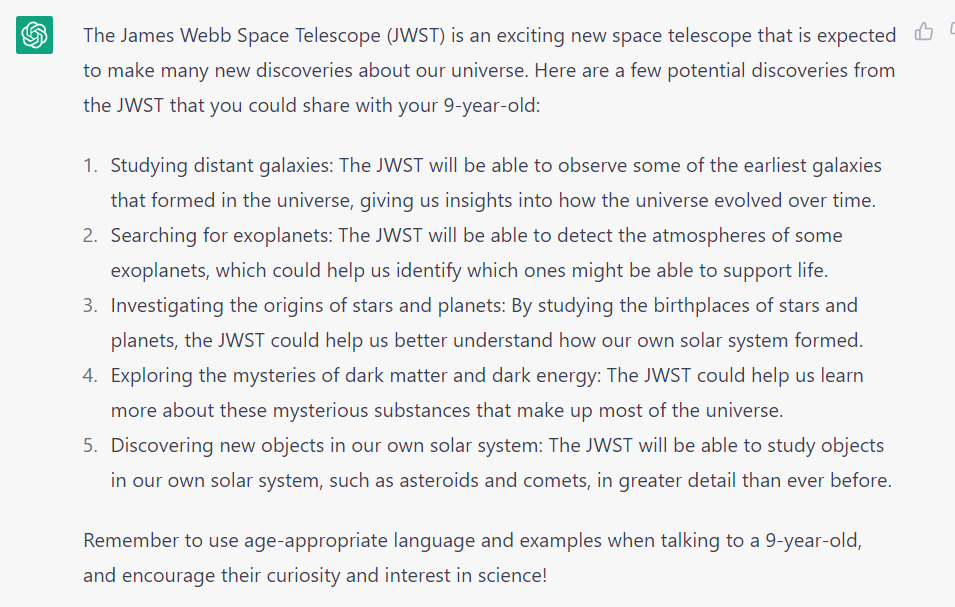 The James Webb Space Telescope (JWST) is an exciting new space telescope that is expected
to make many new discoveries about our universe. Here are a few potential discoveries from
the JWST that you could share with your 9-year-old:
1. Studying distant galaxies: The JWST will be able to observe some of the earliest galaxies
that formed in the universe, giving us insights into how the universe evolved over time.
2. Searching for exoplanets: The JWST will be able to detect the atmospheres of some
exoplanets, which could help us identify which ones might be able to support life.
3. Investigating the origins of stars and planets: By studying the birthplaces of stars and
planets, the JWST could help us better understand how our own solar system formed.
4. Exploring the mysteries of dark matter and dark energy: The JWST could help us learn
more about these mysterious substances that make up most of the universe.
5. Discovering new objects in our own solar system: The JWST will be able to study objects
in our own solar system, such as asteroids and comets, in greater detail than ever before.
Remember to use age-appropriate language and examples when talking to a 9-year-old,
and encourage their curiosity and interest in science!